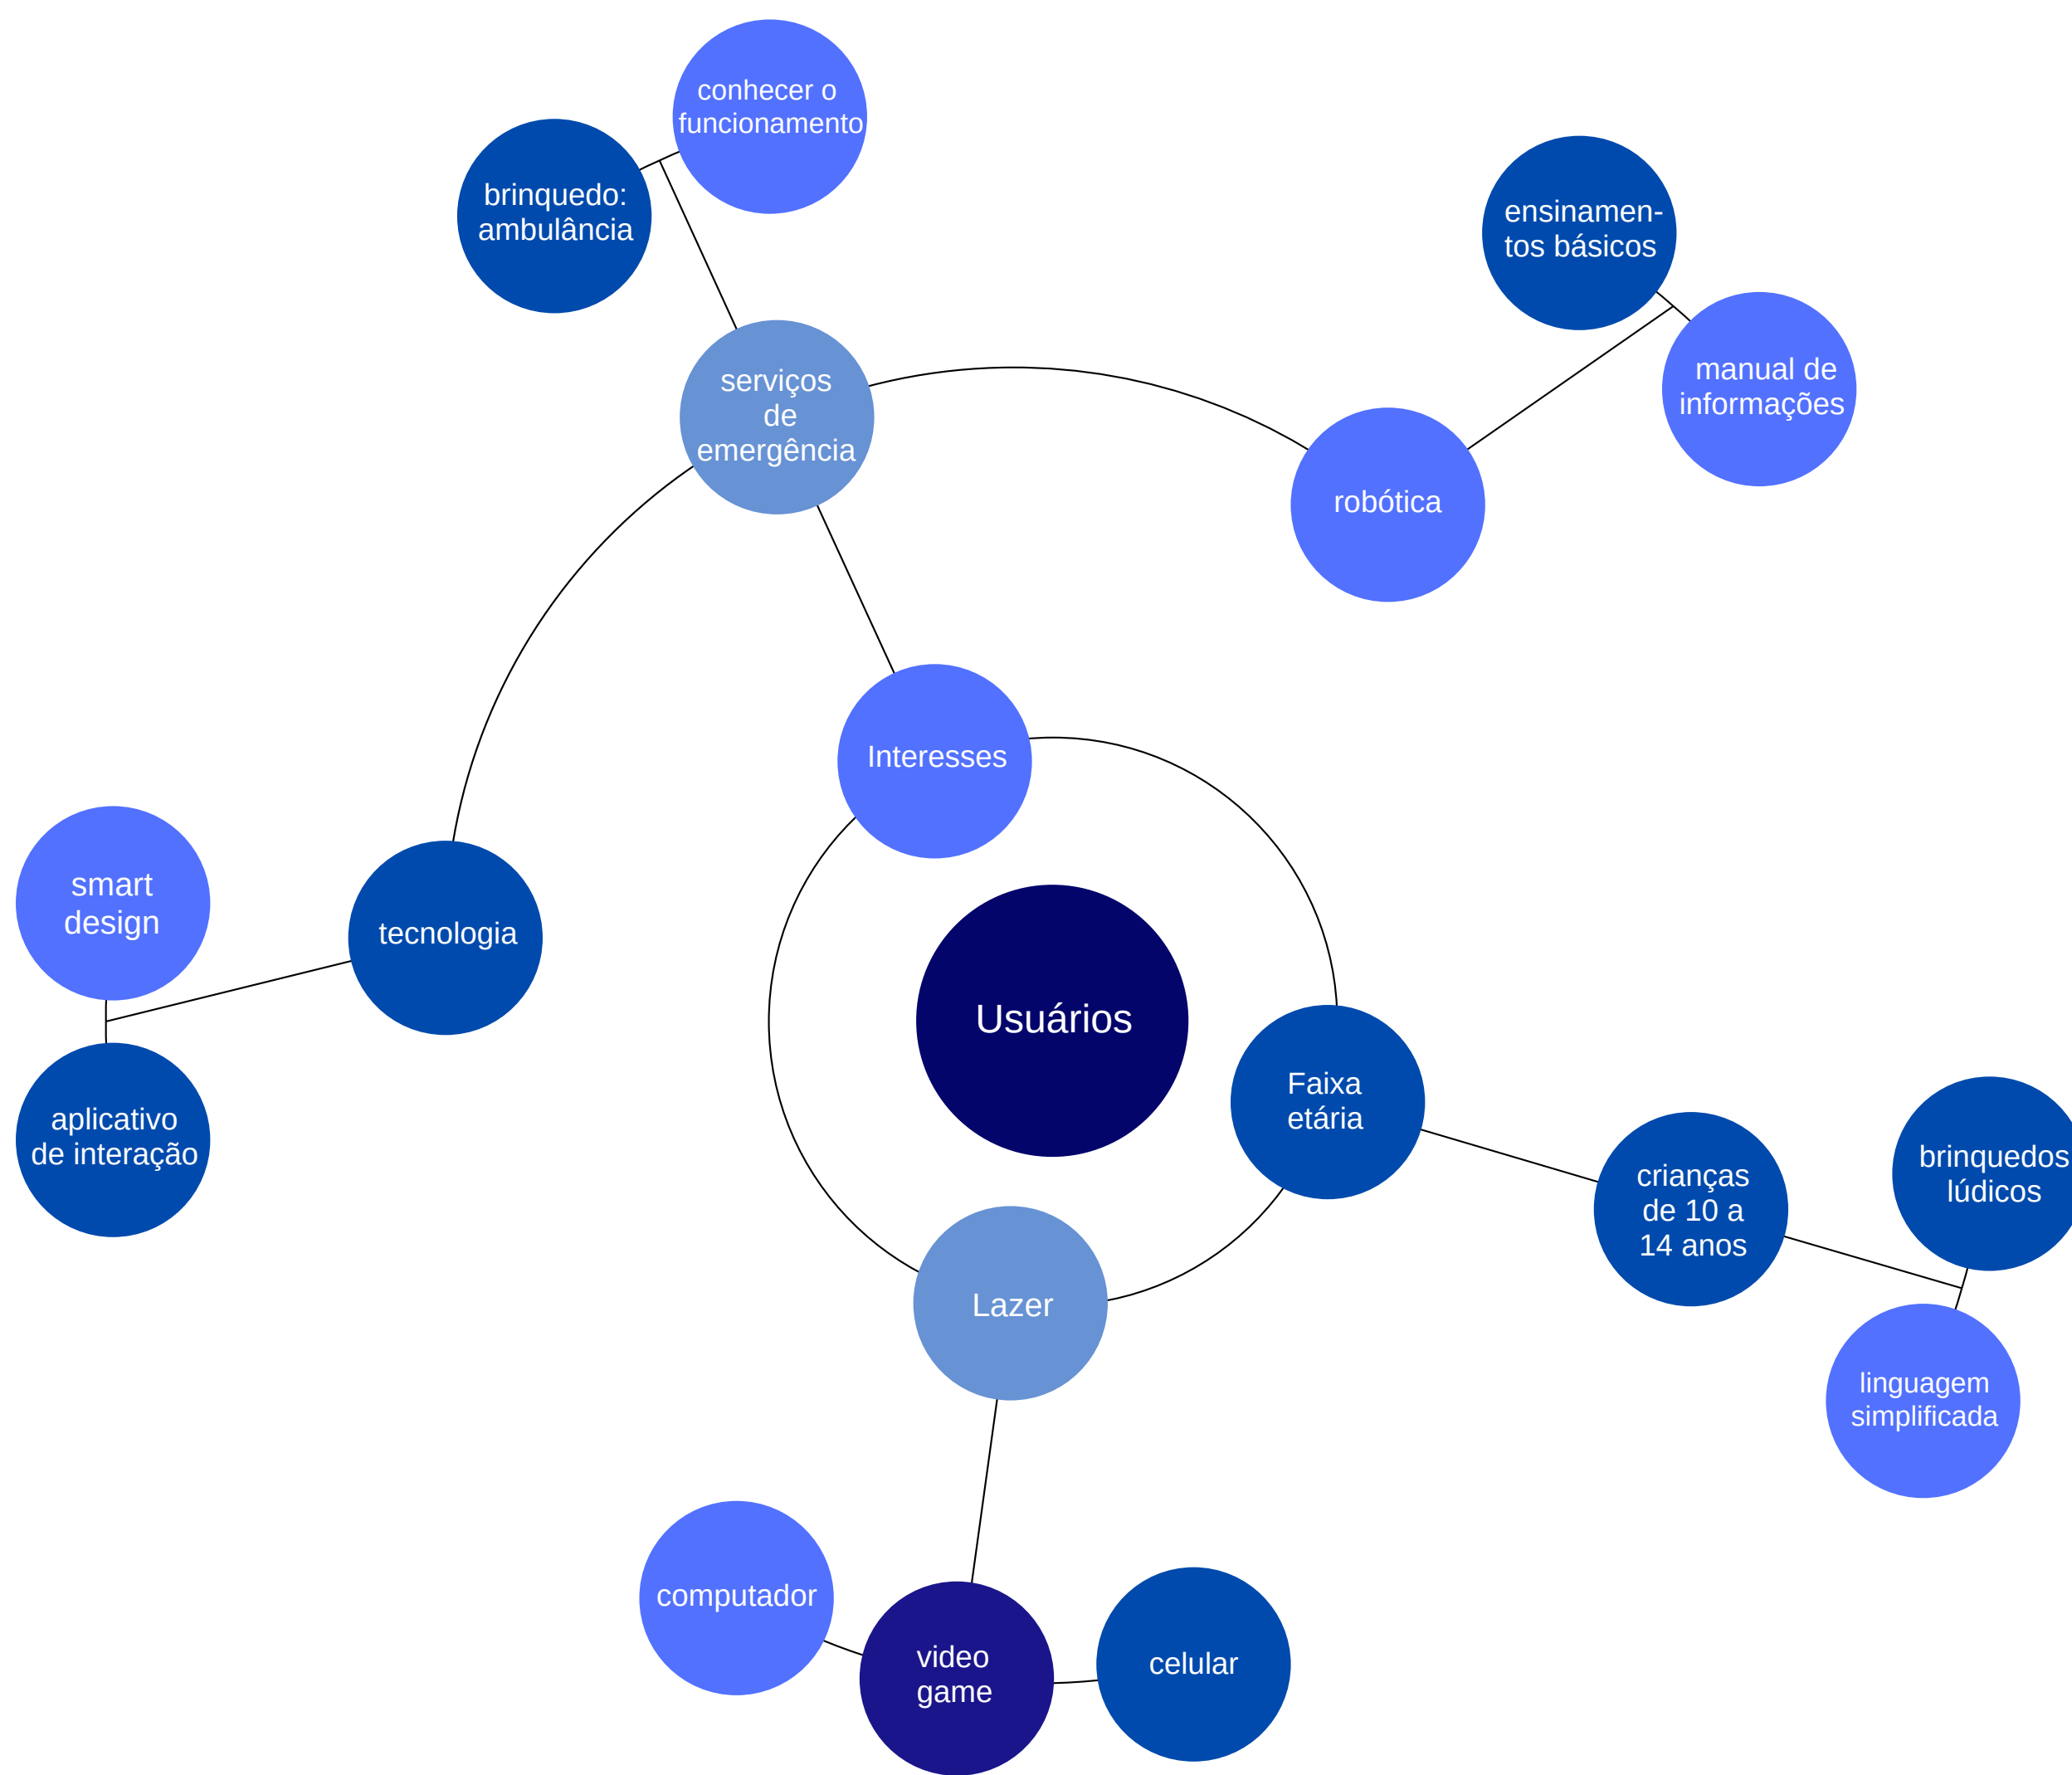 conhecer o
funcionamento
brinquedo:
ambulância
ensinamen-
tos básicos
manual de
informações
serviços
de
emergência
robótica
Interesses
smart
design
tecnologia
Usuários
Faixa
etária
aplicativo
de interação
brinquedos
lúdicos
crianças
de 10 a
14 anos
Lazer
linguagem
simplificada
computador
video
game
celular